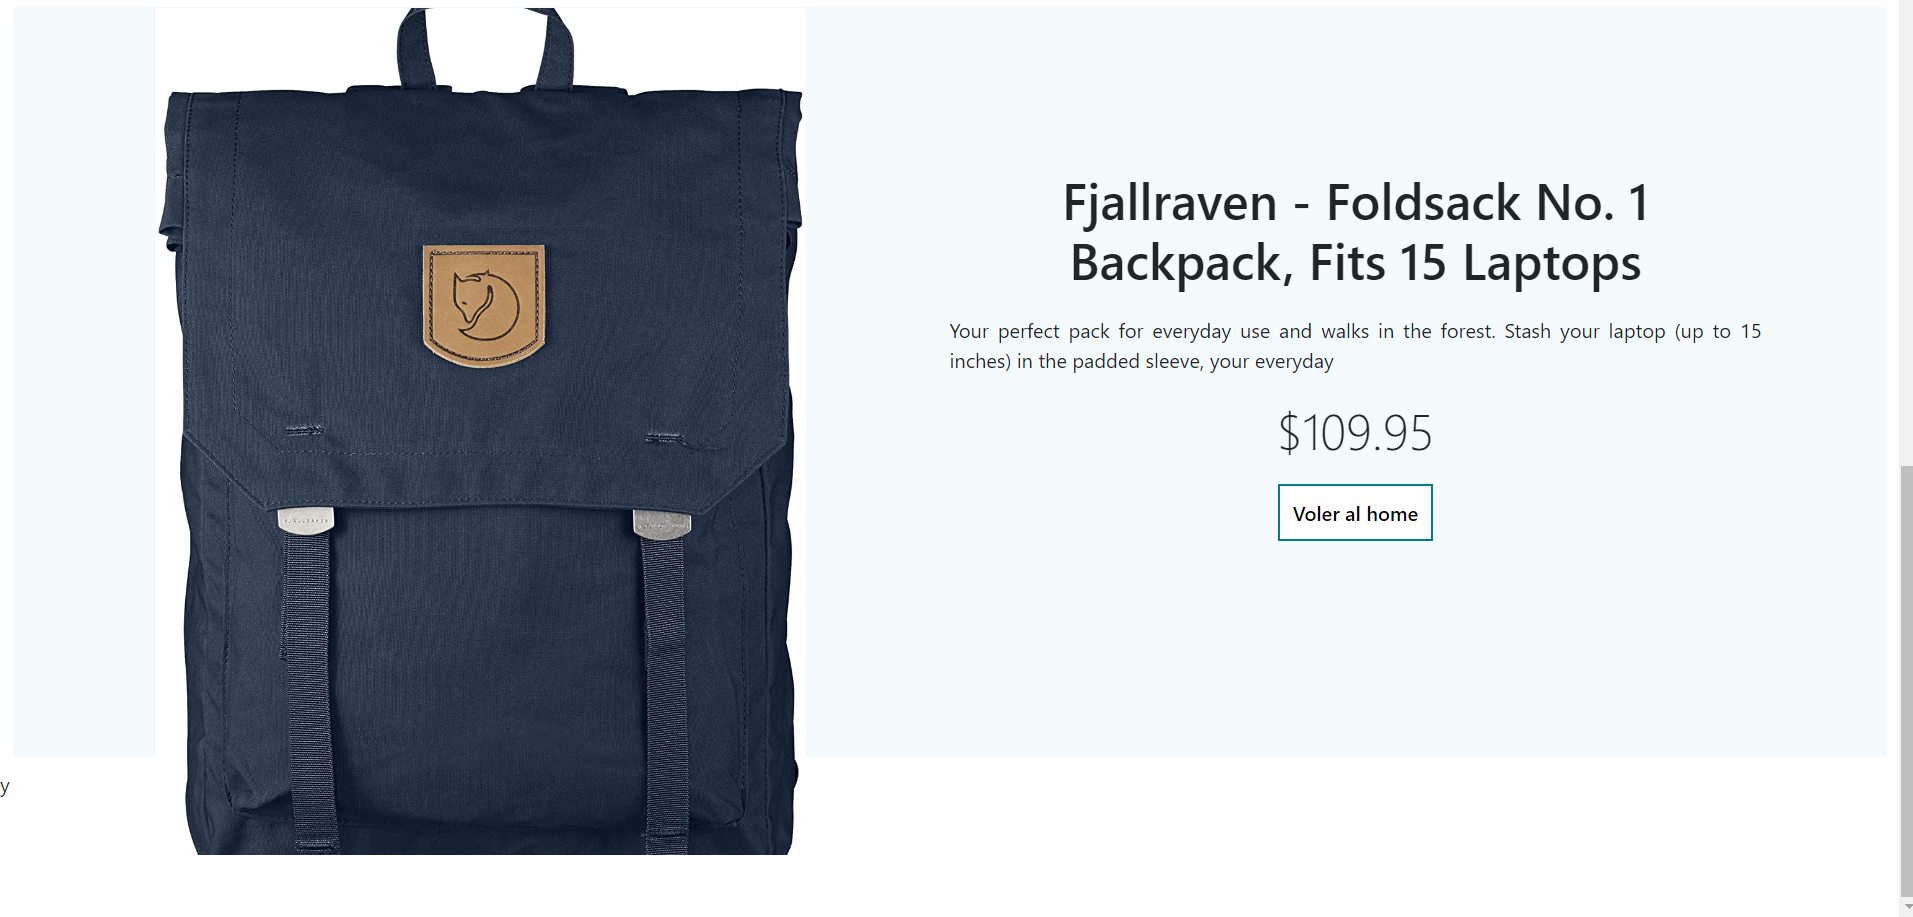 Fjallraven - Foldsack No. 1
Backpack, Fits 15 Laptops
Your perfect pack for everyday use and walks in the forest. Stash your laptop (up to 15
inches) in the padded sleeve, your everyday
$109.95
Voler al home
y